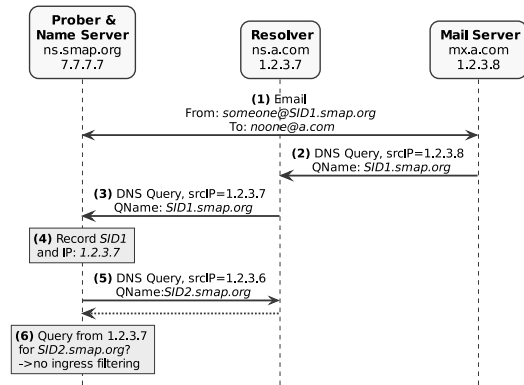 Prober &
Name Server
ns.smap.org
7.7.7.7
Resolver
ns.a.com
1.2.3.7
Mail Server
mx.a.com
1.2.3.8
(1) Email
From: someone@SID1.smap.org
To: noone@a.com
(2) DNS Query, srcIP=1.2.3.8
QName: SID1.smap.org
(3) DNS Query, srcIP=1.2.3.7
QName: SID1.smap.org
(4) Record SID1
and IP: 1.2.3.7
(5) DNS Query, srcIP=1.2.3.6
QName:SID2.smap.org
(6) Query from 1.2.3.7
for SID2.smap.org?
->no ingress filtering